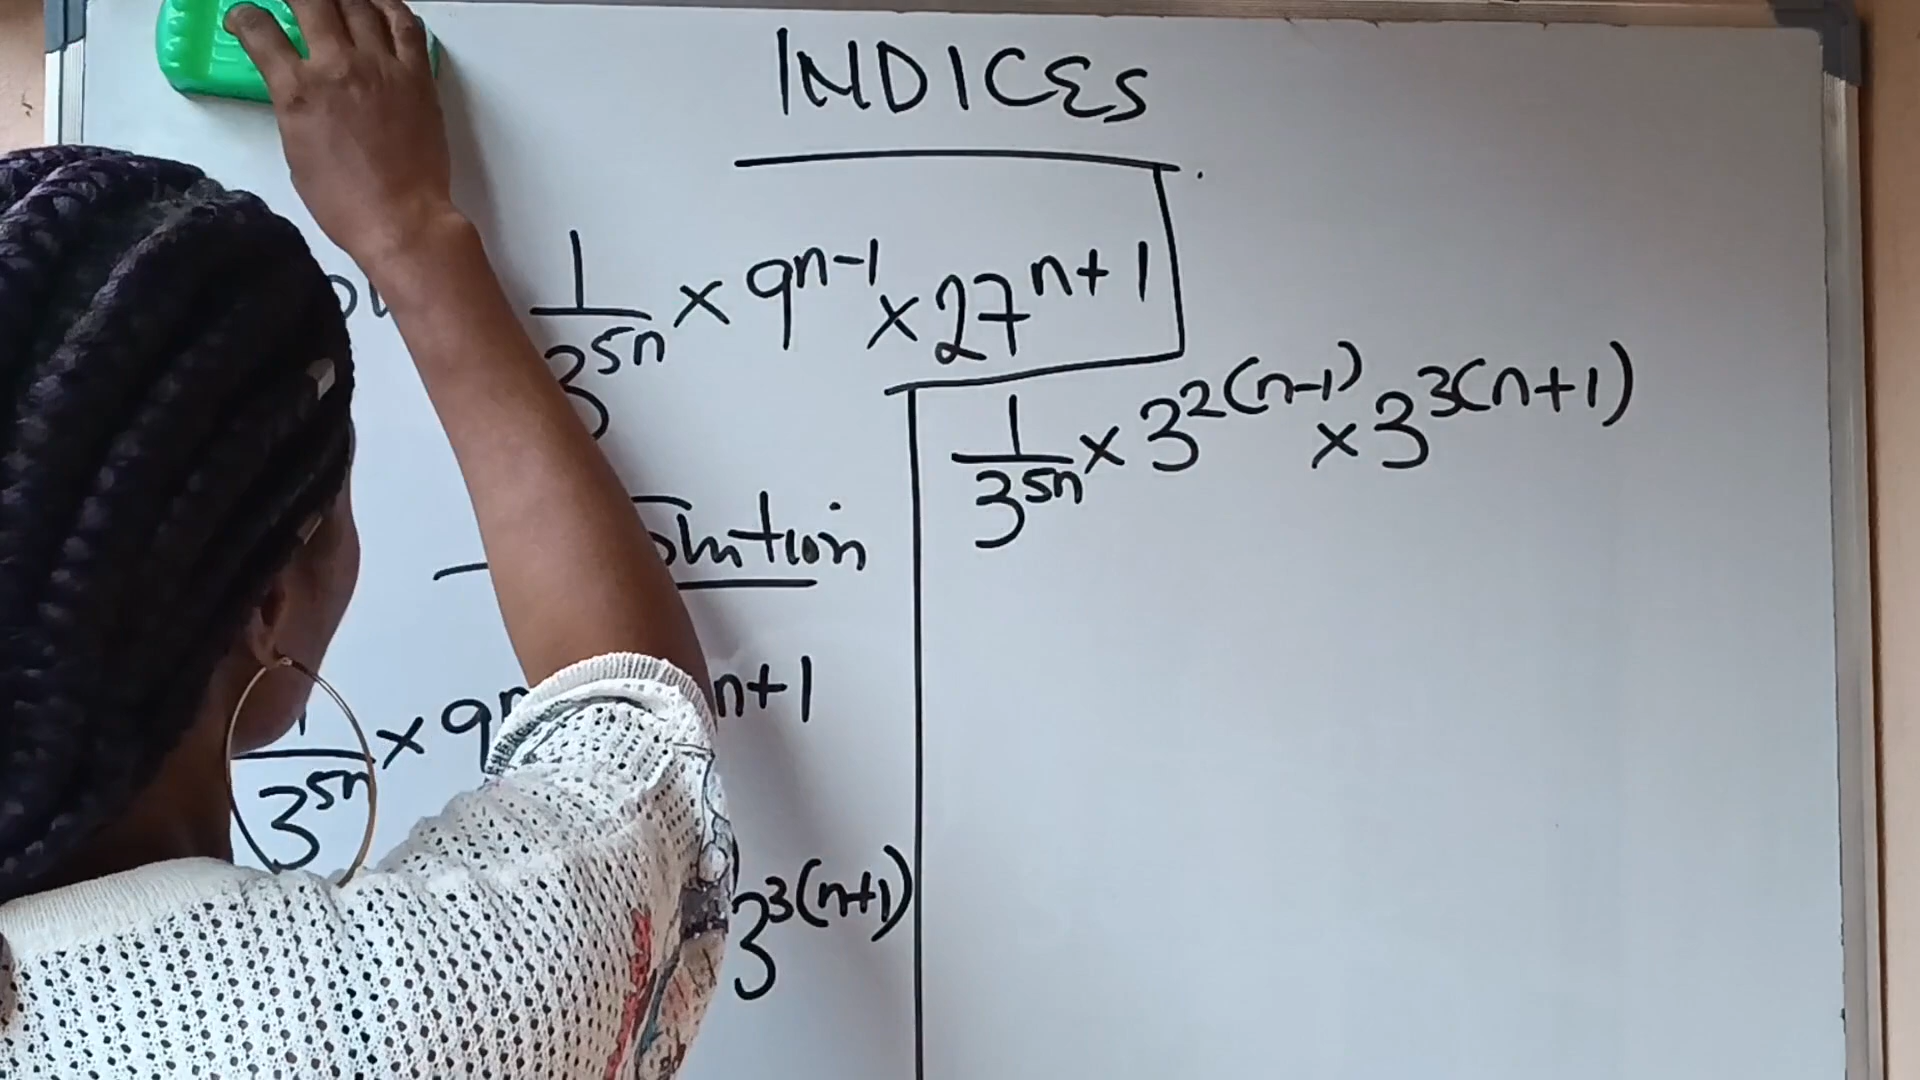 INDICES
1/3^5n × 9^n-1 × 27^n+1
Solution
1/3^5n × 9^n n+1
3^3(n+1)
1/3^5n × 3^2(n-1) × 3^3(n+1)